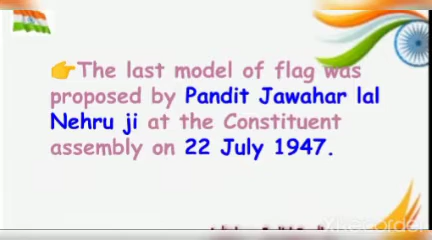 👉The last model of flag was
proposed by Pandit Jawahar lal
Nehru ji at the Constituent
assembly on 22 July 1947.
XRecorder